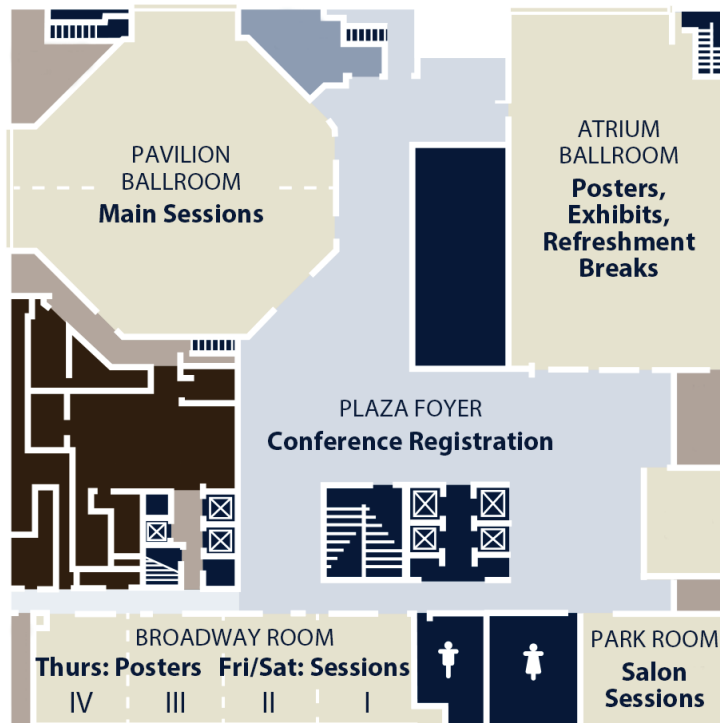 PAVILION
BALLROOM
Main Sessions
ATRIUM
BALLROOM
Posters,
Exhibits,
Refreshment
Breaks
PLAZA FOYER
Conference Registration
BROADWAY ROOM
Thurs: Posters Fri/Sat: Sessions
IV III II I
PARK ROOM
Salon
Sessions